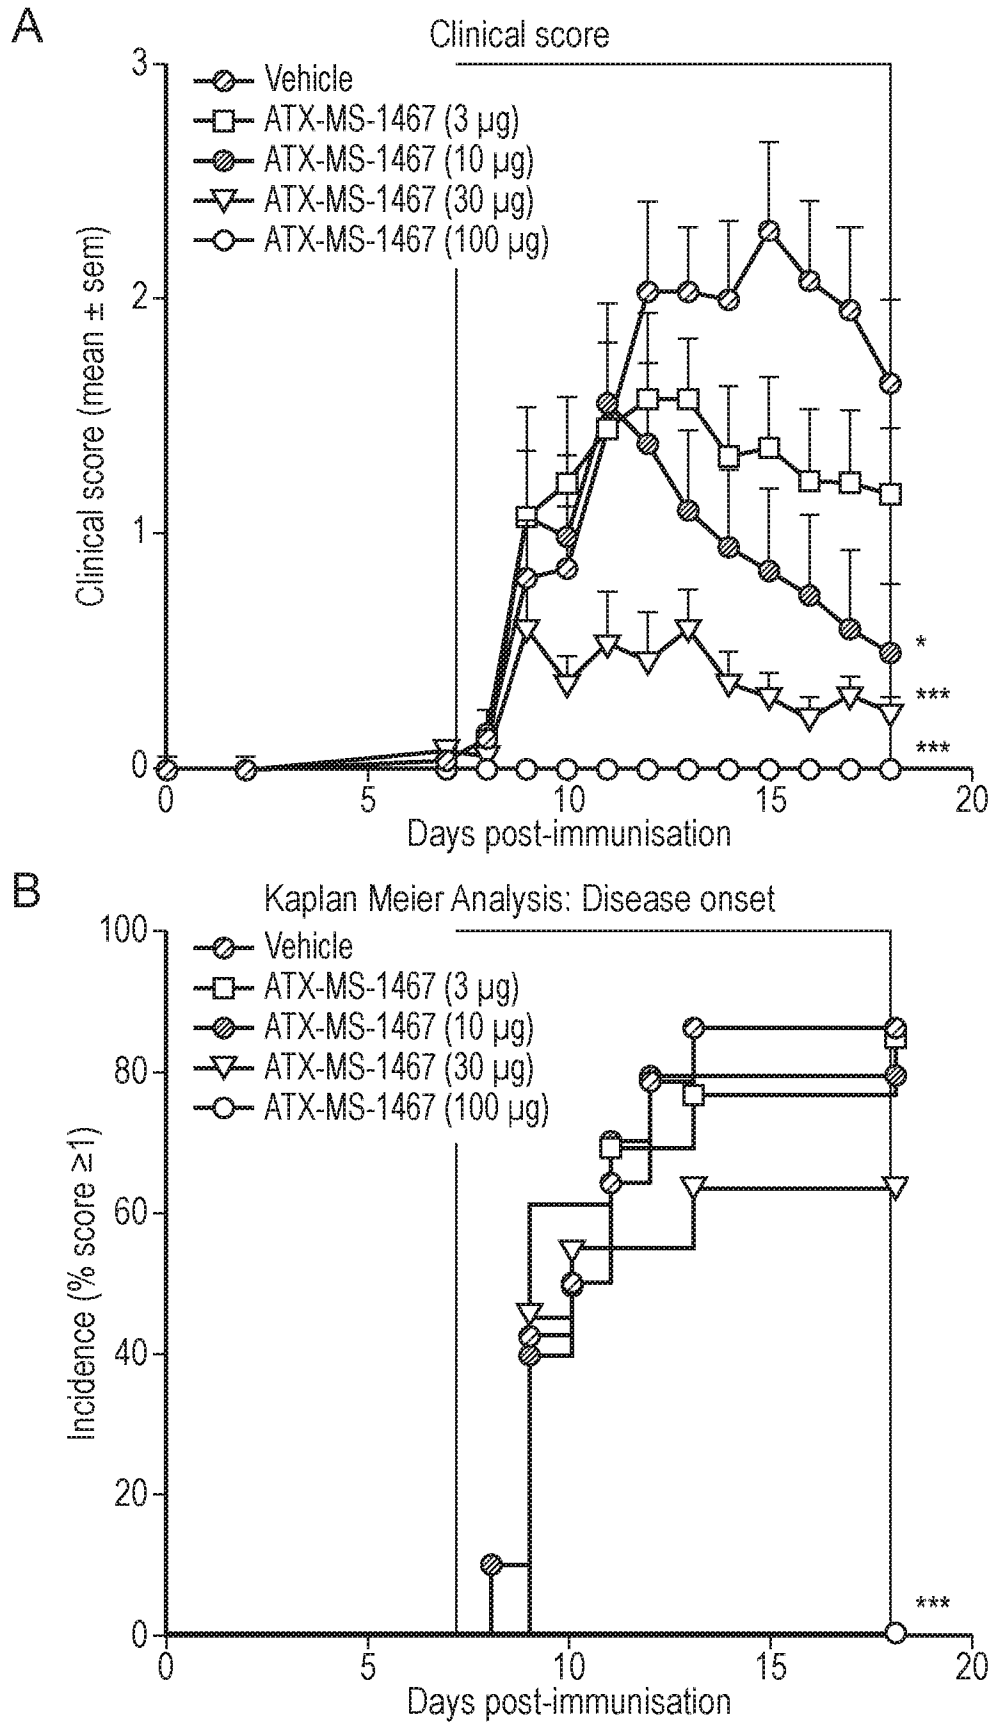 A
Clinical score
3
2
1
0
Clinical score (mean ± sem)
Vehicle
ATX-MS-1467 (3 µg)
ATX-MS-1467 (10 µg)
ATX-MS-1467 (30 µg)
ATX-MS-1467 (100 µg)
*
***
***
0 5 10 15 20
Days post-immunisation
B
Kaplan Meier Analysis: Disease onset
100
80
60
40
20
0
Incidence (% score ≥1)
Vehicle
ATX-MS-1467 (3 µg)
ATX-MS-1467 (10 µg)
ATX-MS-1467 (30 µg)
ATX-MS-1467 (100 µg)
***
0 5 10 15 20
Days post-immunisation